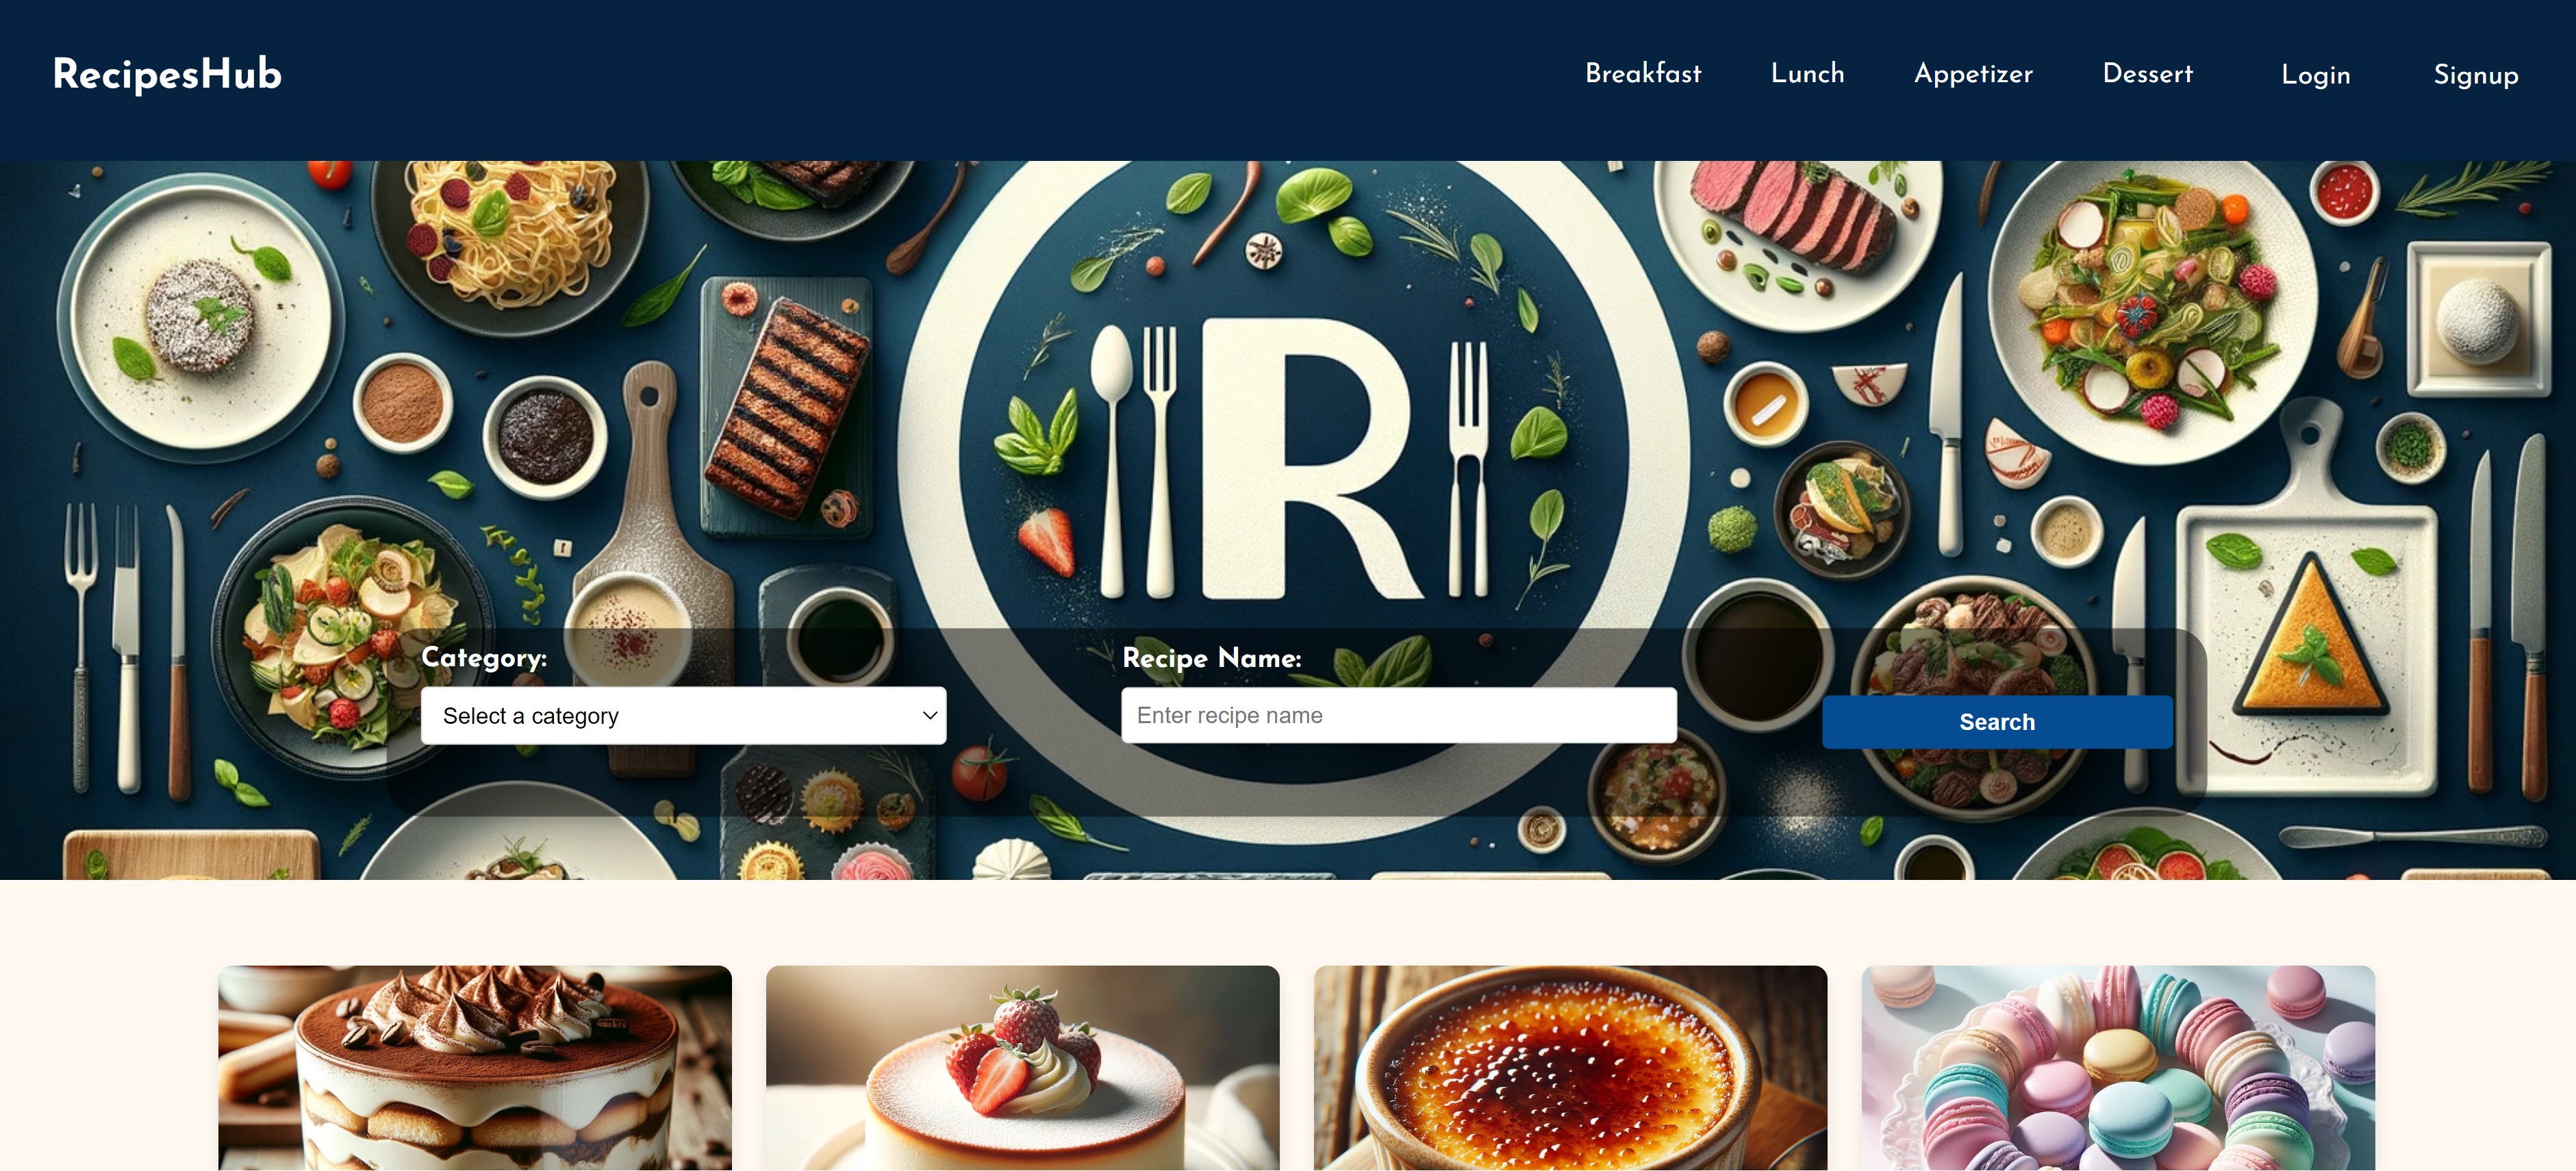 RecipesHub
Breakfast Lunch Appetizer Dessert Login Signup
R
Category: Recipe Name:
Select a category Enter recipe name Search